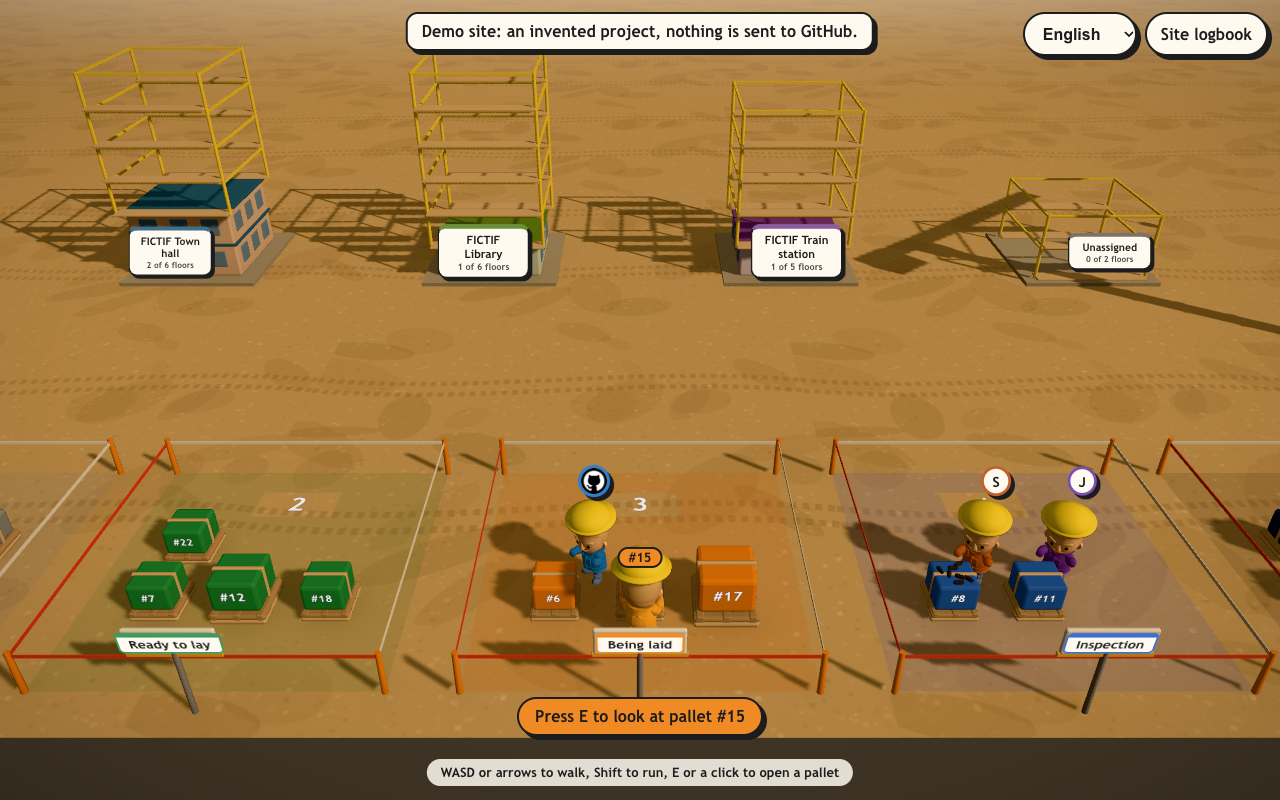 Demo site: an invented project, nothing is sent to GitHub.
English
Site logbook
FICTIF Town
hall
2 of 6 floors
FICTIF
Library
1 of 6 floors
FICTIF Train
station
1 of 5 floors
Unassigned
0 of 2 floors
2
3
S
J
#22
#7
#12
#18
#15
#6
#17
#8
#11
Ready to lay
Being laid
Inspection
Press E to look at pallet #15
WASD or arrows to walk, Shift to run, E or a click to open a pallet